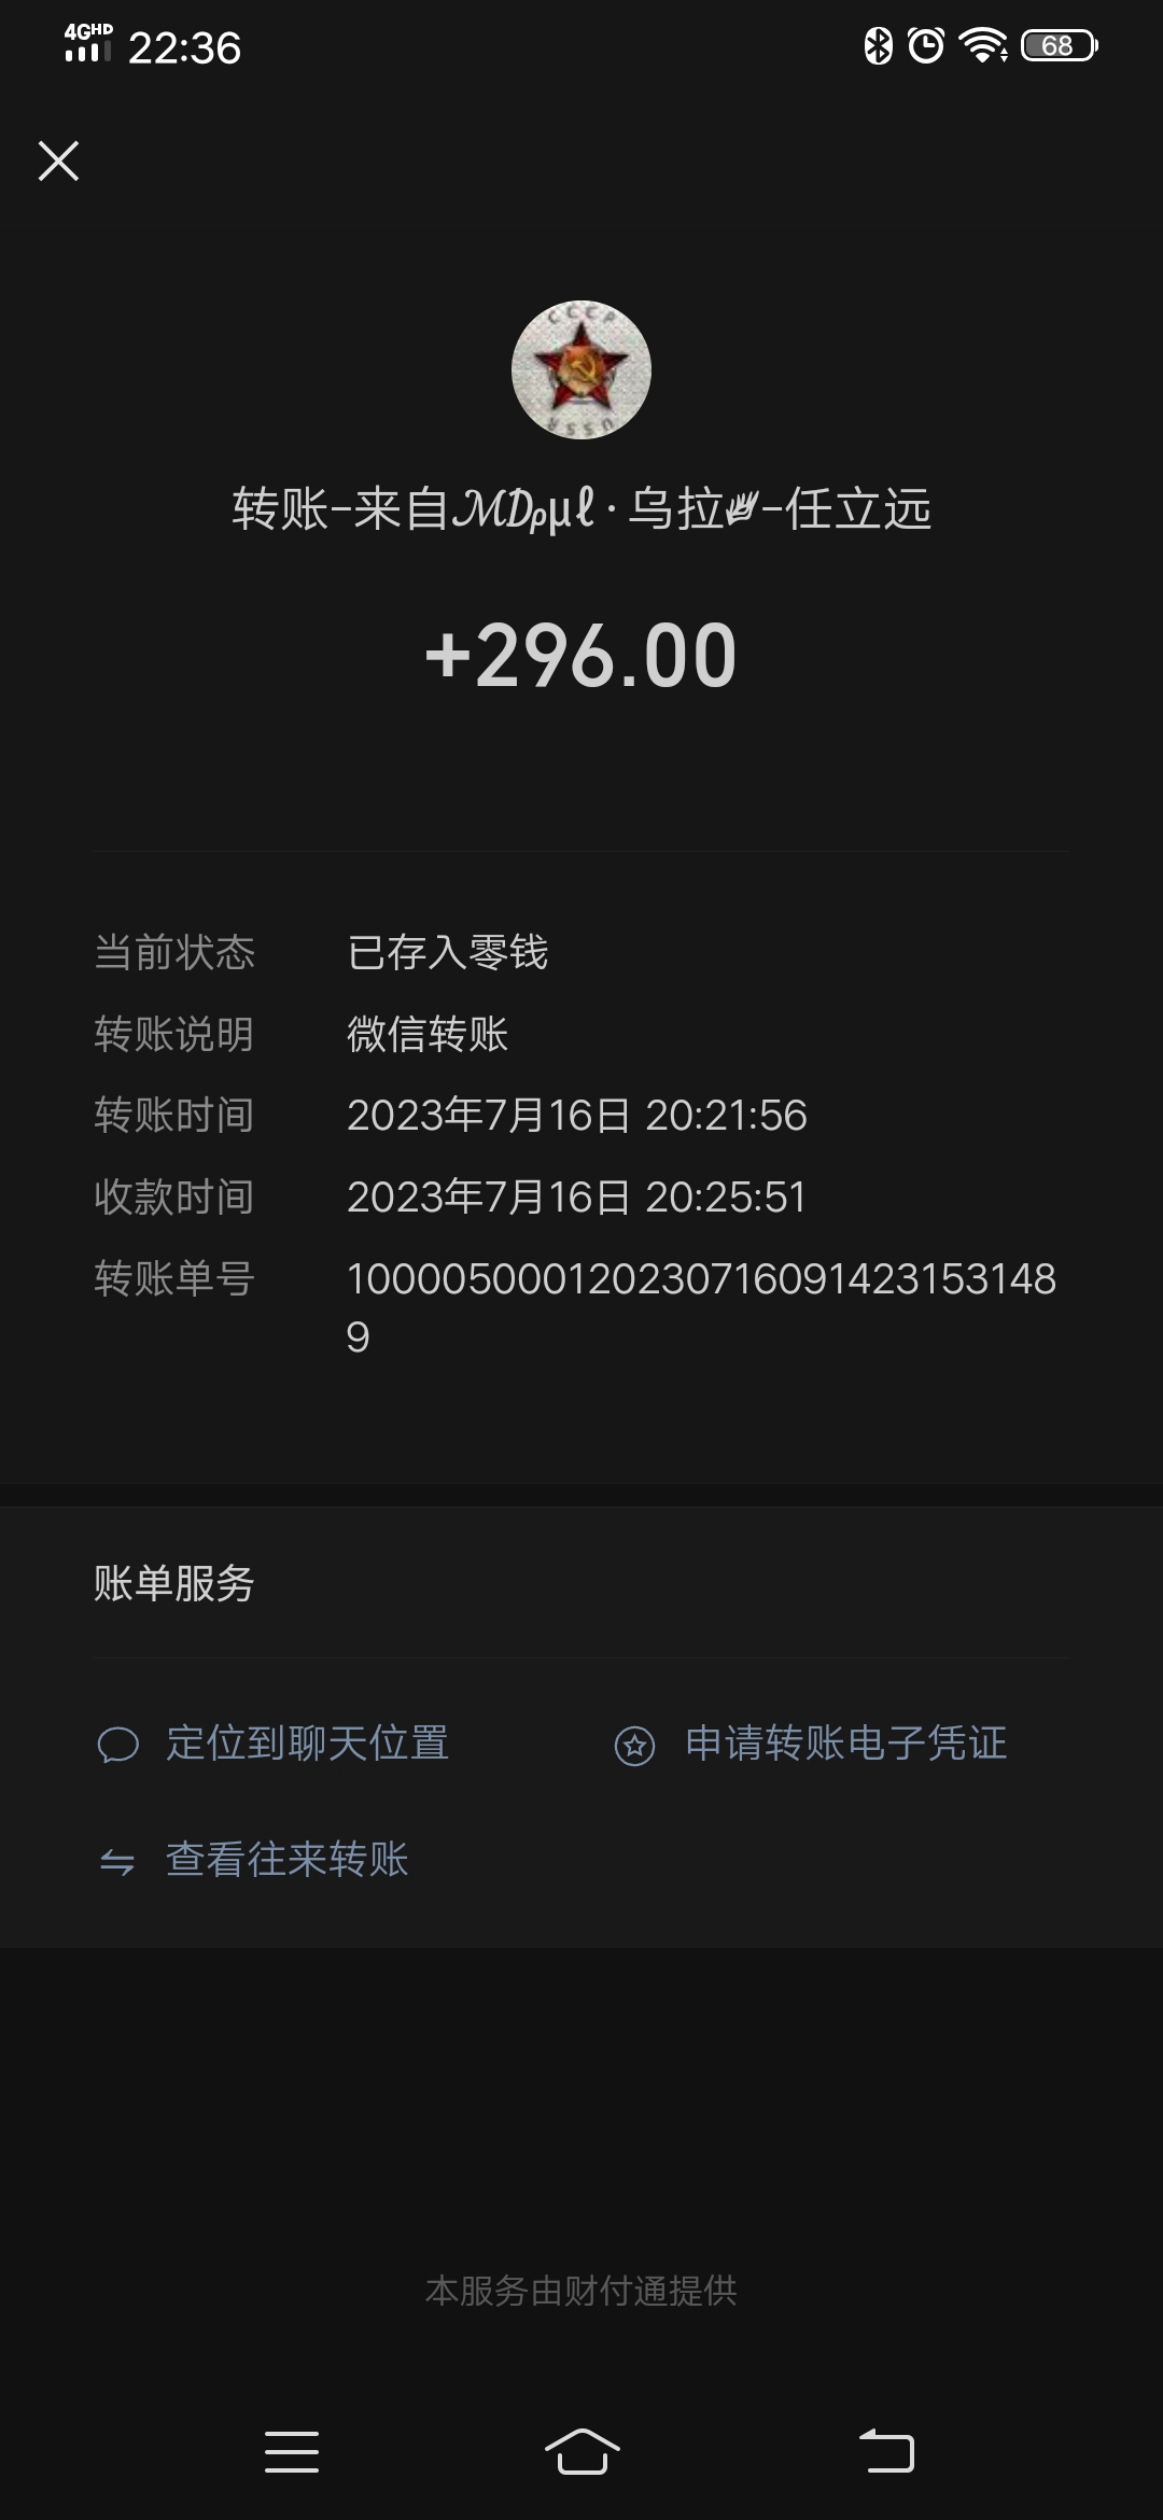 4GHD 22:36 68
CCCP
USSR
转账-来自ℳ𝒟𝓅µℓ · 乌拉-任立远
+296.00
当前状态 已存入零钱
转账说明 微信转账
转账时间 2023年7月16日 20:21:56
收款时间 2023年7月16日 20:25:51
转账单号 100005000120230716091423153148
9
账单服务
定位到聊天位置 申请转账电子凭证
查看往来转账
本服务由财付通提供